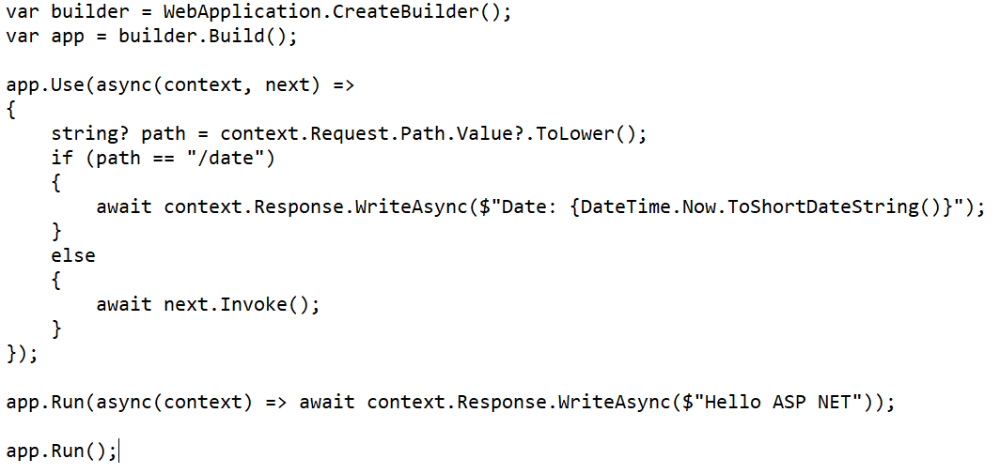 var builder = WebApplication.CreateBuilder();
var app = builder.Build();

app.Use(async(context, next) =>
{
    string? path = context.Request.Path.Value?.ToLower();
    if (path == "/date")
    {
        await context.Response.WriteAsync($"Date: {DateTime.Now.ToShortDateString()}");
    }
    else
    {
        await next.Invoke();
    }
});

app.Run(async(context) => await context.Response.WriteAsync($"Hello ASP NET"));

app.Run();